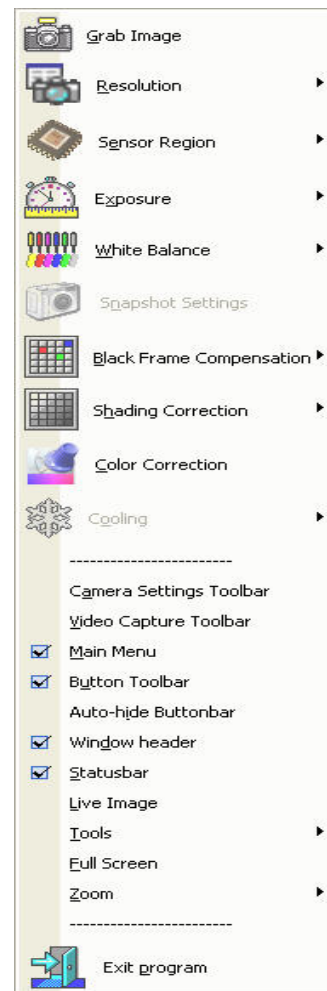 Grab Image
Resolution
Sensor Region
Exposure
White Balance
Snapshot Settings
Black Frame Compensation
Shading Correction
Color Correction
Cooling
------------------------
Camera Settings Toolbar
Video Capture Toolbar
Main Menu
Button Toolbar
Auto-hide Buttonbar
Window header
Statusbar
Live Image
Tools
Full Screen
Zoom
------------------------
Exit program